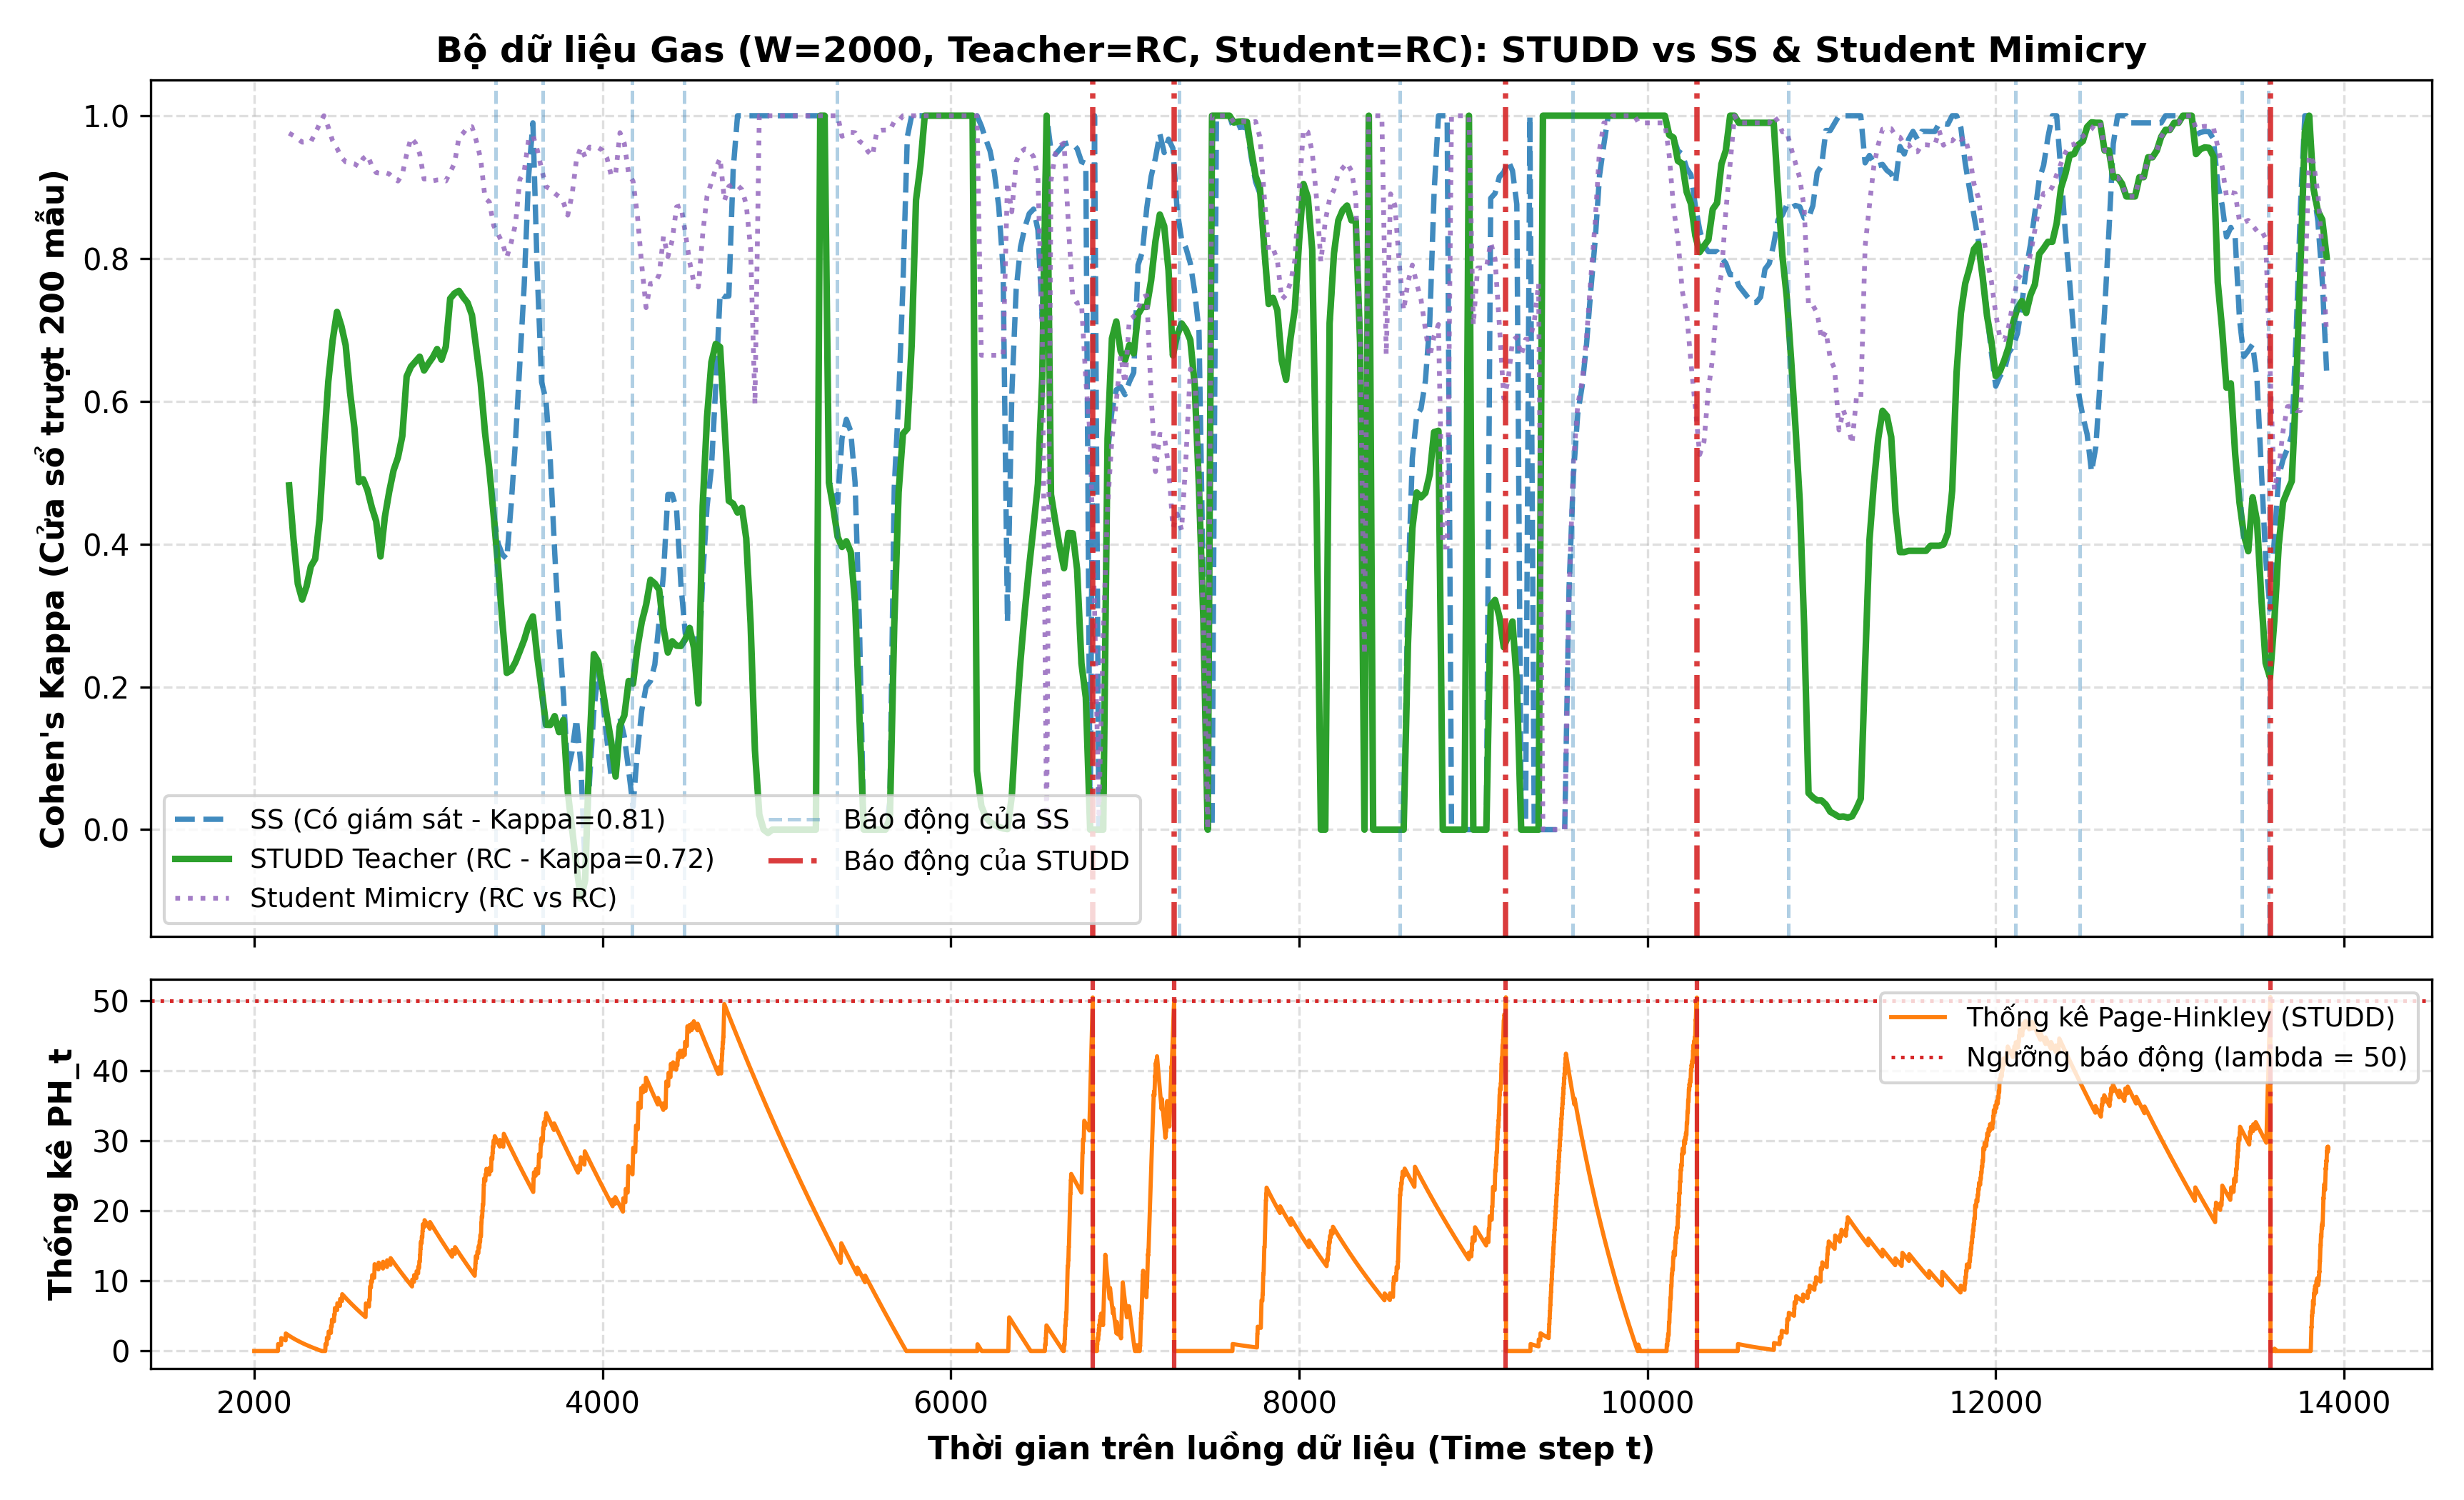 Bộ dữ liệu Gas (W=2000, Teacher=RC, Student=RC): STUDD vs SS & Student Mimicry
Cohen's Kappa (Cửa sổ trượt 200 mẫu)
1.0
0.8
0.6
0.4
0.2
0.0
SS (Có giám sát - Kappa=0.81)
STUDD Teacher (RC - Kappa=0.72)
Student Mimicry (RC vs RC)
Báo động của SS
Báo động của STUDD
Thống kê PH_t
50
40
30
20
10
0
Thống kê Page-Hinkley (STUDD)
Ngưỡng báo động (lambda = 50)
2000 4000 6000 8000 10000 12000 14000
Thời gian trên luồng dữ liệu (Time step t)